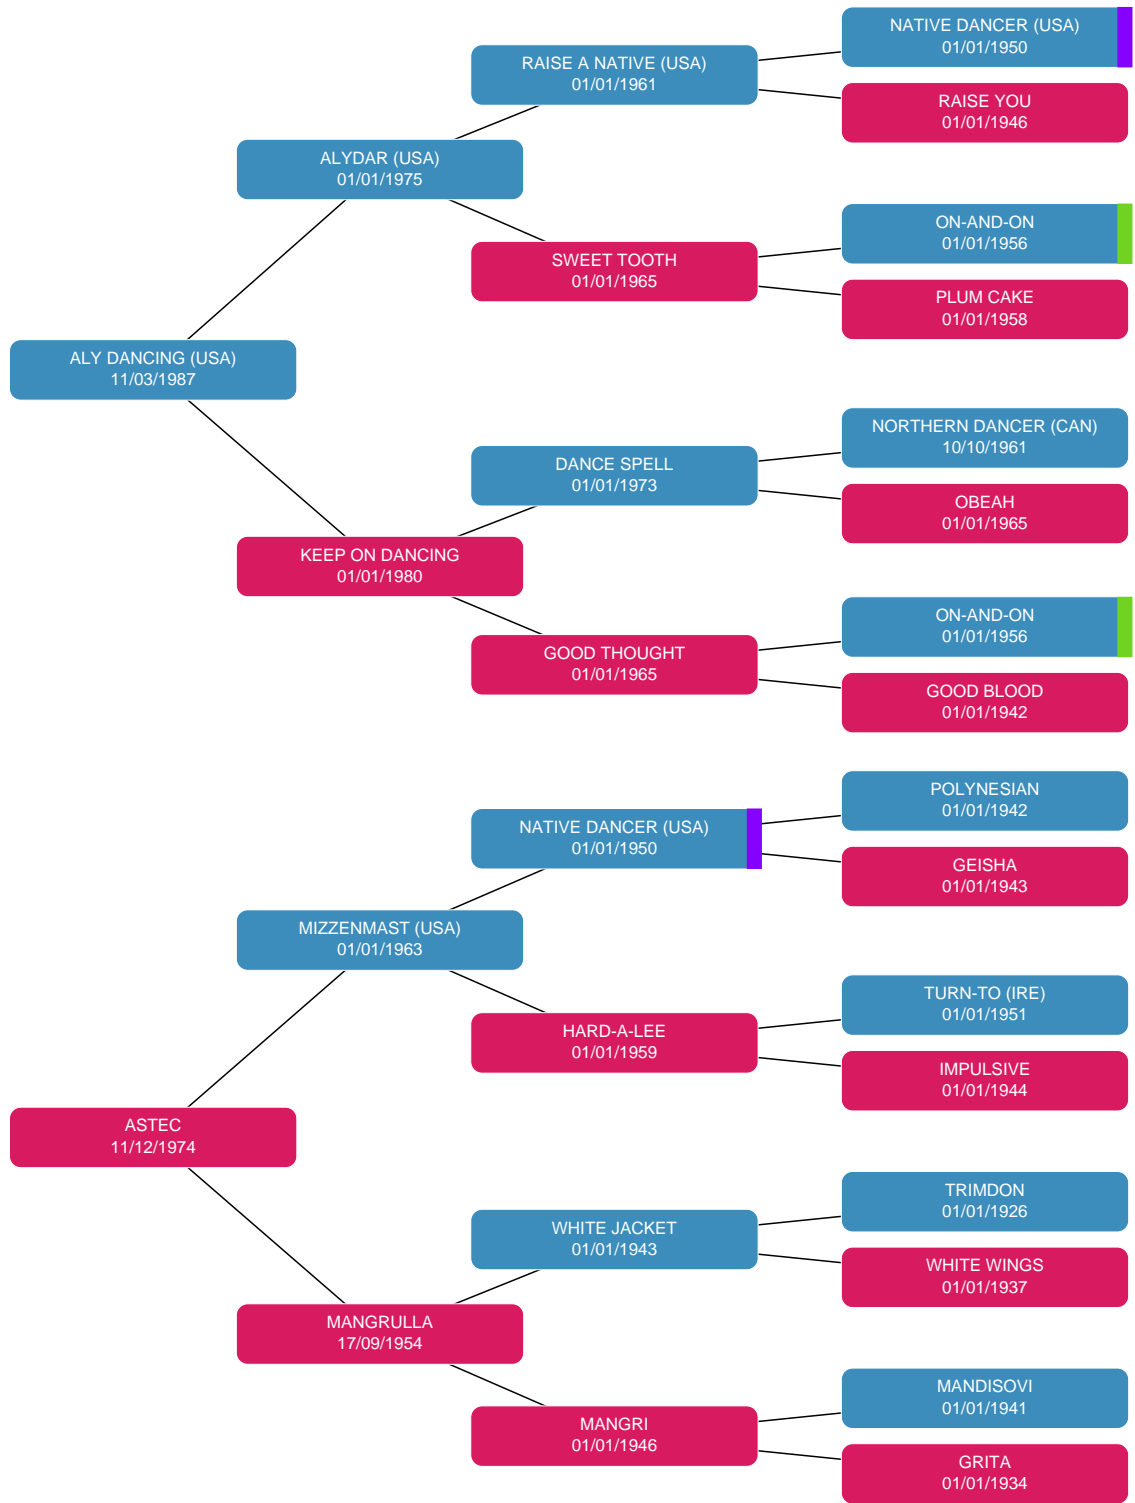 NATIVE DANCER (USA)
01/01/1950
RAISE A NATIVE (USA)
01/01/1961
RAISE YOU
01/01/1946
ALYDAR (USA)
01/01/1975
ON-AND-ON
01/01/1956
SWEET TOOTH
01/01/1965
PLUM CAKE
01/01/1958
ALY DANCING (USA)
11/03/1987
NORTHERN DANCER (CAN)
10/10/1961
DANCE SPELL
01/01/1973
OBEAH
01/01/1965
KEEP ON DANCING
01/01/1980
ON-AND-ON
01/01/1956
GOOD THOUGHT
01/01/1965
GOOD BLOOD
01/01/1942
POLYNESIAN
01/01/1942
NATIVE DANCER (USA)
01/01/1950
GEISHA
01/01/1943
MIZZENMAST (USA)
01/01/1963
TURN-TO (IRE)
01/01/1951
HARD-A-LEE
01/01/1959
IMPULSIVE
01/01/1944
ASTEC
11/12/1974
TRIMDON
01/01/1926
WHITE JACKET
01/01/1943
WHITE WINGS
01/01/1937
MANGRULLA
17/09/1954
MANDISOVI
01/01/1941
MANGRI
01/01/1946
GRITA
01/01/1934